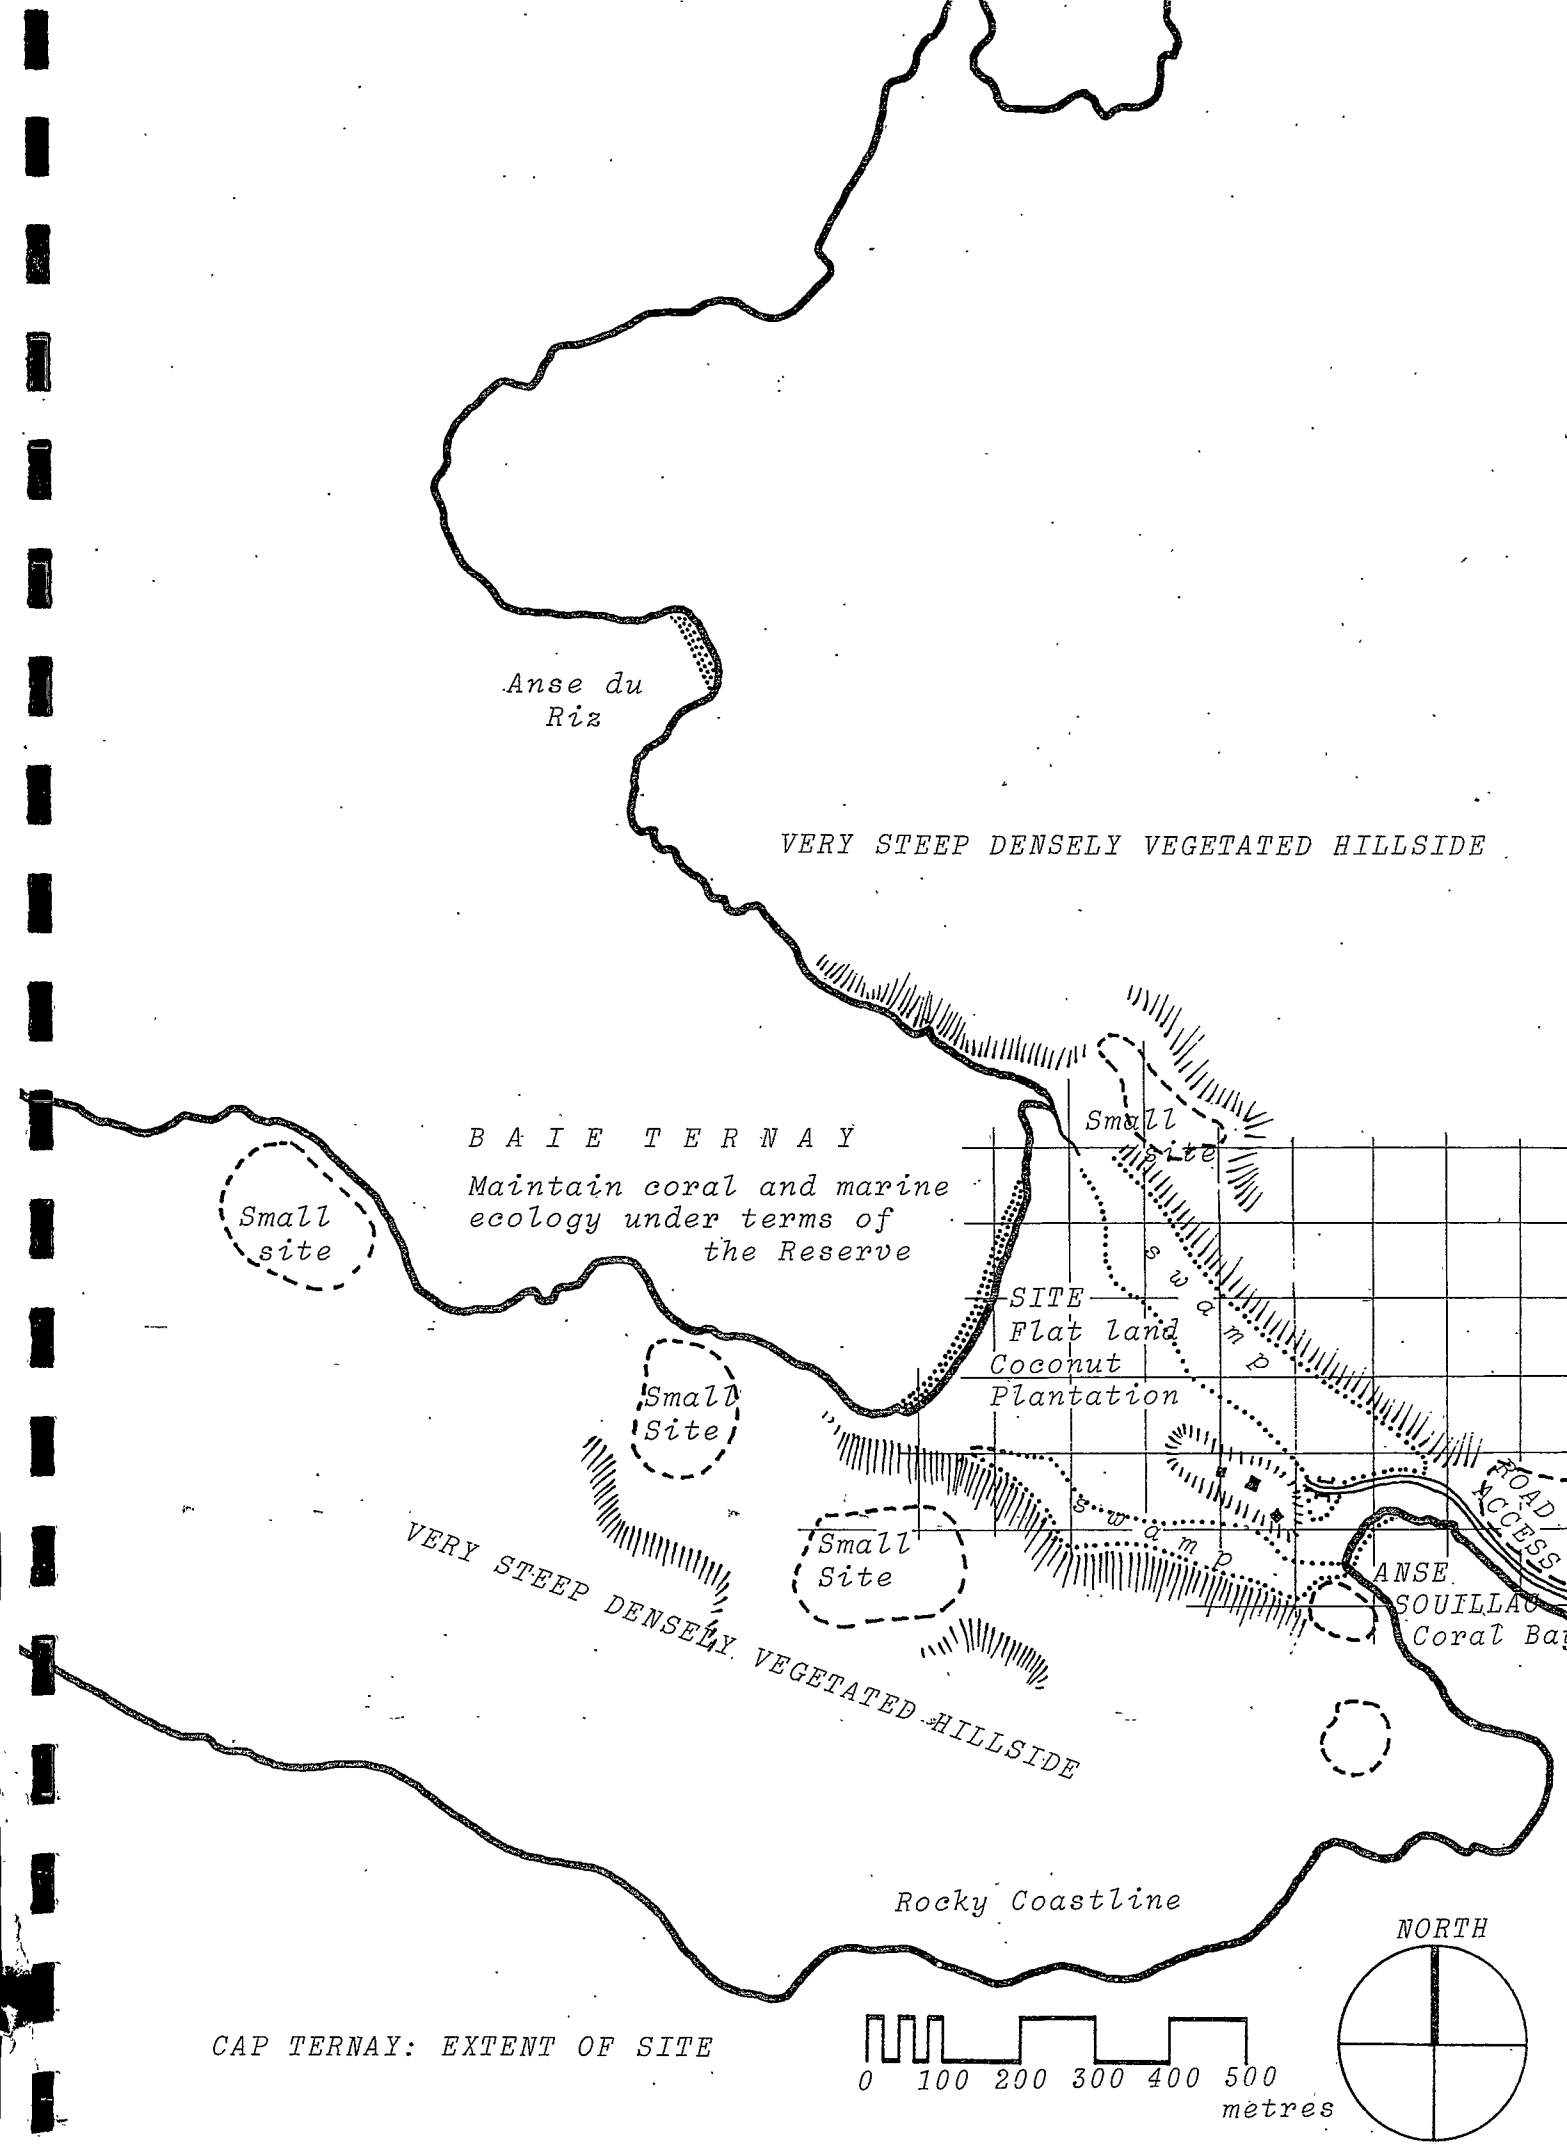 Anse du
Riz
VERY STEEP DENSELY VEGETATED HILLSIDE
Small
site
BAIE TERNAY
Maintain coral and marine
ecology under terms of
the Reserve
Small
site
swamp
SITE
Flat land
Coconut
Plantation
Small
Site
ROAD
ACCESS
swamp
Small
Site
VERY STEEP DENSELY VEGETATED HILLSIDE
ANSE
SOUILLAC
Coral Bay
Rocky Coastline
NORTH
CAP TERNAY: EXTENT OF SITE
0 100 200 300 400 500
metres